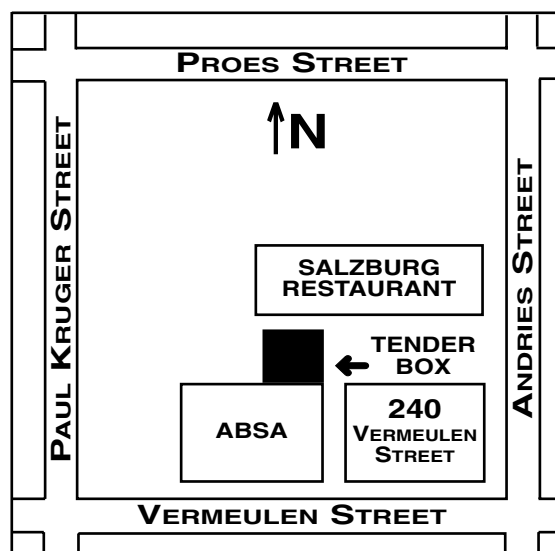 PROES STREET
N
PAUL KRUGER STREET
ANDRIES STREET
SALZBURG
RESTAURANT
TENDER
BOX
ABSA
240
VERMEULEN
STREET
VERMEULEN STREET